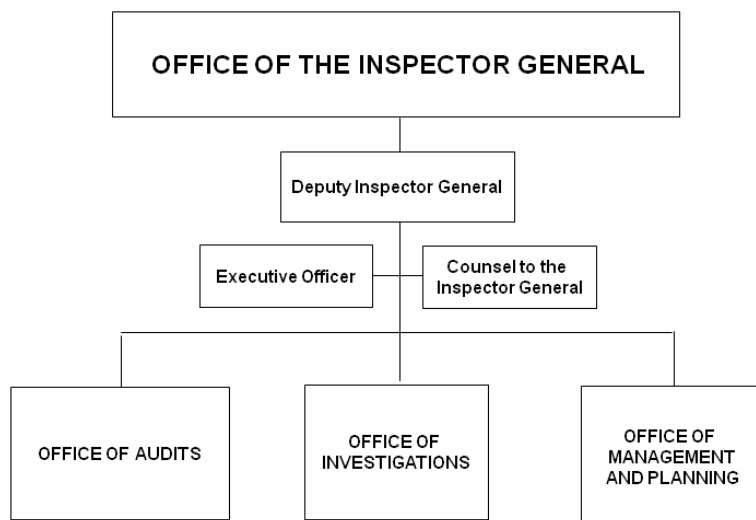 OFFICE OF THE INSPECTOR GENERAL
Deputy Inspector General
Executive Officer
Counsel to the
Inspector General
OFFICE OF AUDITS
OFFICE OF
INVESTIGATIONS
OFFICE OF
MANAGEMENT
AND PLANNING